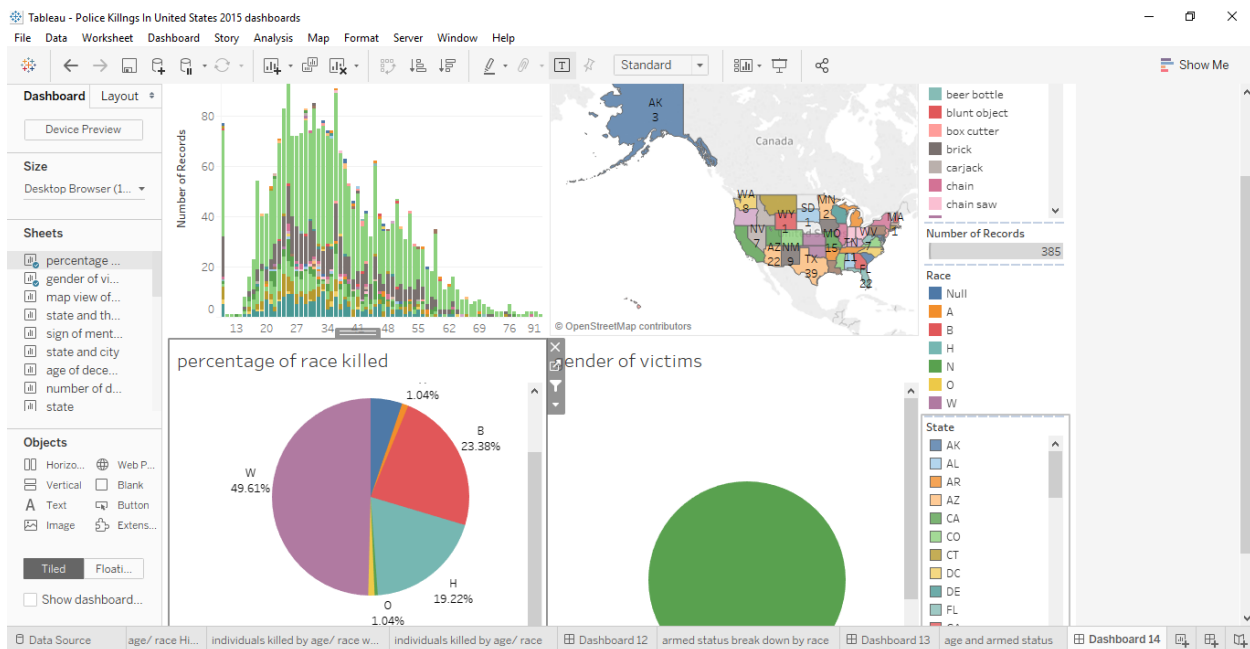 Tableau - Police Killngs In United States 2015 dashboards
File Data Worksheet Dashboard Story Analysis Map Format Server Window Help
Standard
Show Me
Dashboard Layout
Device Preview
Size
Desktop Browser (1...
Sheets
percentage ...
gender of vi...
map view of...
state and th...
sign of ment...
state and city
age of dece...
number of d...
state
Objects
Horizo... Web P...
Vertical Blank
Text Button
Image Extens...
Tiled Floati...
Show dashboard...
Number of Records
80
60
40
20
0
13 20 27 34 41 48 55 62 69 76 91
AK
3
Canada
WA
8
NV
7
AZ
22
NM
9
WY
1
SD
1
MN
2
MO
15
TX
39
TN
11
WV
7
MA
1
FL
22
© OpenStreetMap contributors
beer bottle
blunt object
box cutter
brick
carjack
chain
chain saw
Number of Records
385
Race
Null
A
B
H
N
O
W
State
AK
AL
AR
AZ
CA
CO
CT
DC
DE
FL
percentage of race killed
1.04%
B
23.38%
W
49.61%
H
19.22%
O
1.04%
gender of victims
Data Source age/ race Hi... individuals killed by age/ race w... individuals killed by age/ race Dashboard 12 armed status break down by race Dashboard 13 age and armed status Dashboard 14